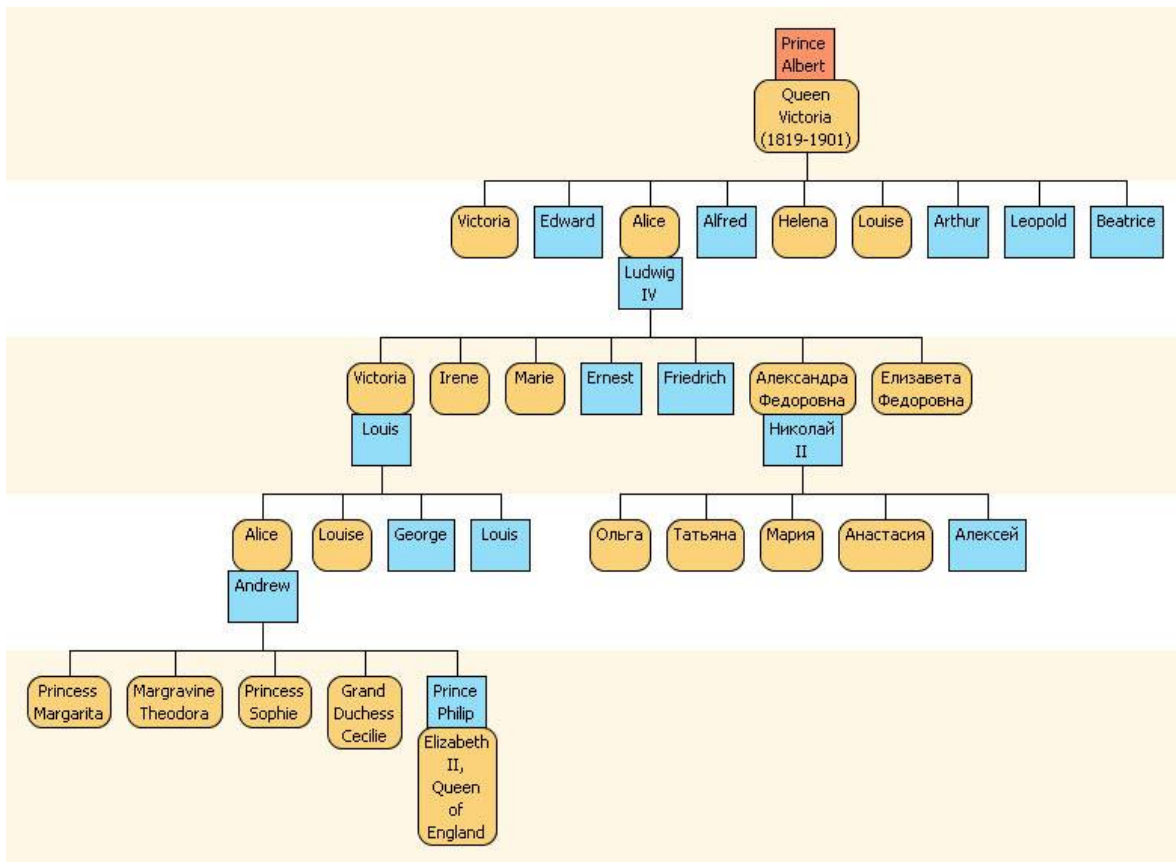 Prince
Albert
Queen
Victoria
(1819-1901)
Victoria
Edward
Alice
Alfred
Helena
Louise
Arthur
Leopold
Beatrice
Ludwig
IV
Victoria
Irene
Marie
Ernest
Friedrich
Александра
Федоровна
Елизавета
Федоровна
Louis
Николай
II
Alice
Louise
George
Louis
Ольга
Татьяна
Мария
Анастасия
Алексей
Andrew
Princess
Margarita
Margravine
Theodora
Princess
Sophie
Grand
Duchess
Cecilie
Prince
Philip
Elizabeth
II,
Queen
of
England